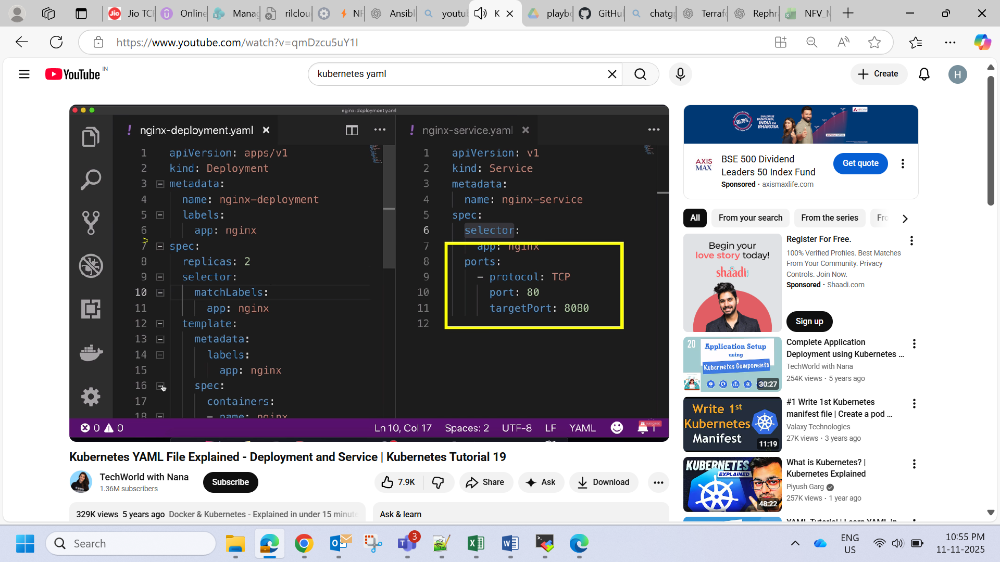 Jio TCF
Online
Manag
rilclou
NF
Ansibl
youtu
K
playbo
GitHu
chatg
Terraf
Rephr
NFV_M
https://www.youtube.com/watch?v=qmDzcu5uY1I
YouTube IN
kubernetes yaml
Create
H
nginx-deployment.yaml
nginx-deployment.yaml
1 apiVersion: apps/v1
2 kind: Deployment
3 metadata:
4 name: nginx-deployment
5 labels:
6 app: nginx
7 spec:
8 replicas: 2
9 selector:
10 matchLabels:
11 app: nginx
12 template:
13 metadata:
14 labels:
15 app: nginx
16 spec:
17 containers:
18 - name: nginx
nginx-service.yaml
1 apiVersion: v1
2 kind: Service
3 metadata:
4 name: nginx-service
5 spec:
6 selector:
7 app: nginx
8 ports:
9 - protocol: TCP
10 port: 80
11 targetPort: 8080
12
0 0
Ln 10, Col 17 Spaces: 2 UTF-8 LF YAML 1
Kubernetes YAML File Explained - Deployment and Service | Kubernetes Tutorial 19
TechWorld with Nana
1.36M subscribers
Subscribe
7.9K
Share
Ask
Download
329K views 5 years ago Docker & Kubernetes - Explained in under 15 minute
Ask & learn
99.70%
INDIA KA
BHAROSA
AXIS
MAX
BSE 500 Dividend
Leaders 50 Index Fund
Sponsored · axismaxlife.com
Get quote
All
From your search
From the series
Fro
Begin your
love story today!
shaadi
Register For Free.
100% Verified Profiles. Best Matches
From Your Community. Privacy
Controls. Join Now.
Sponsored · Shaadi.com
Sign up
20
Application Setup
using
Kubernetes Components
30:27
Complete Application
Deployment using Kubernetes ...
TechWorld with Nana
254K views · 5 years ago
Write 1st
Kubernetes
Manifest
11:19
#1 Write 1st Kubernetes
manifest file | Create a pod ...
Valaxy Technologies
27K views · 3 years ago
KUBERNETES
EXPLAINED
48:22
What is Kubernetes? |
Kubernetes Explained
Piyush Garg
257K views · 1 year ago
YAML Tutorial | Learn YAML in
Search
3
ENG
US
10:55 PM
11-11-2025